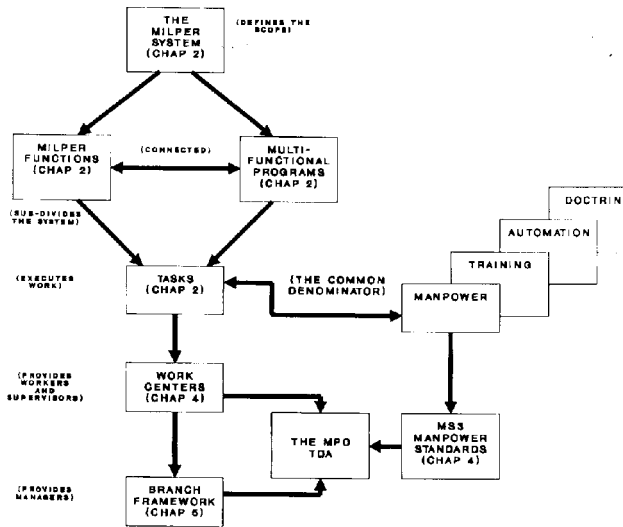 THE
MILPER
SYSTEM
(CHAP 2)
(DEFINES THE
SCOPE)
MILPER
FUNCTIONS
(CHAP 2)
(CONNECTED)
MULTI-
FUNCTIONAL
PROGRAMS
(CHAP 2)
(SUB-DIVIDES
THE SYSTEM)
DOCTRIN
AUTOMATION
TRAINING
MANPOWER
(EXECUTES
WORK)
TASKS
(CHAP 2)
(THE COMMON
DENOMINATOR)
(PROVIDES
WORKERS
AND
SUPERVISORS)
WORK
CENTERS
(CHAP 4)
THE MPO
TDA
MS3
MANPOWER
STANDARDS
(CHAP 4)
(PROVIDES
MANAGERS)
BRANCH
FRAMEWORK
(CHAP 5)